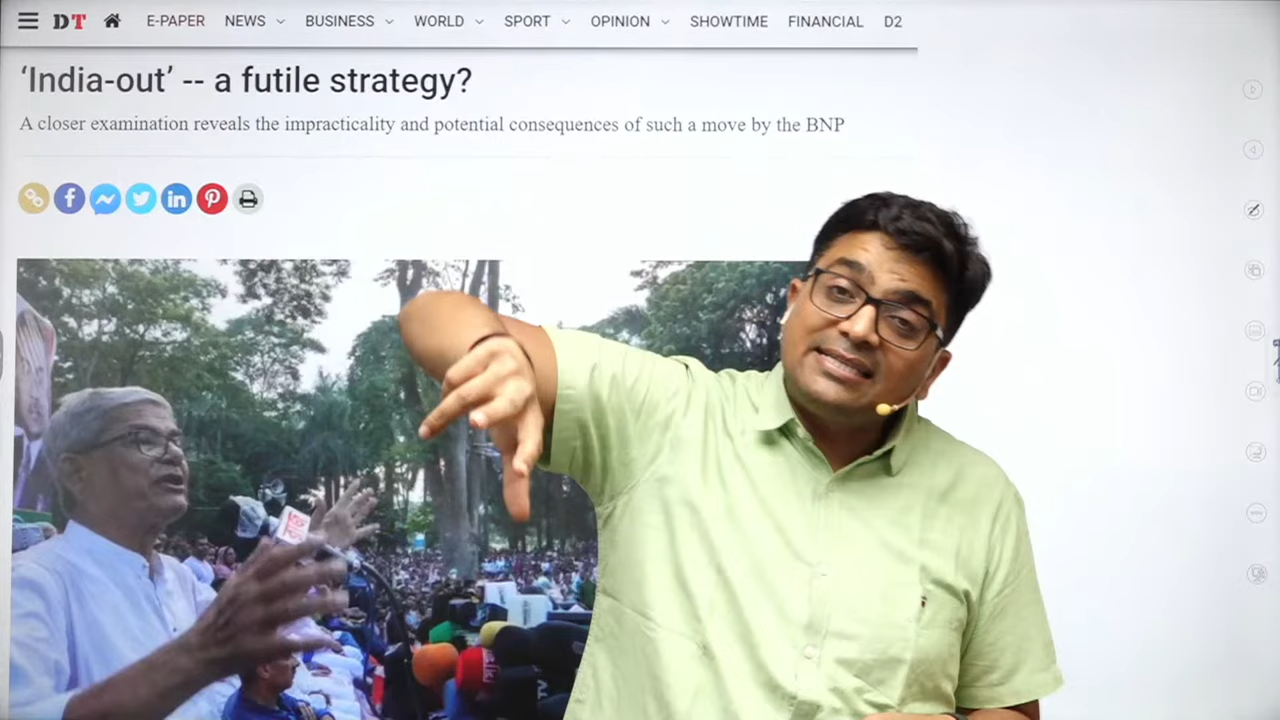 DT E-PAPER NEWS BUSINESS WORLD SPORT OPINION SHOWTIME FINANCIAL D2
‘India-out’ -- a futile strategy?
A closer examination reveals the impracticality and potential consequences of such a move by the BNP